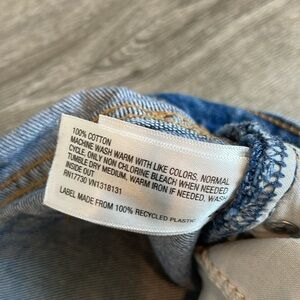 100% COTTON
MACHINE WASH WARM WITH LIKE COLORS, NORMAL
CYCLE: ONLY NON CHLORINE BLEACH WHEN NEEDED
TUMBLE DRY MEDIUM, WARM IRON IF NEEDED, WASH
INSIDE OUT
RN17730 VN1318131
LABEL MADE FROM 100% RECYCLED PLASTIC